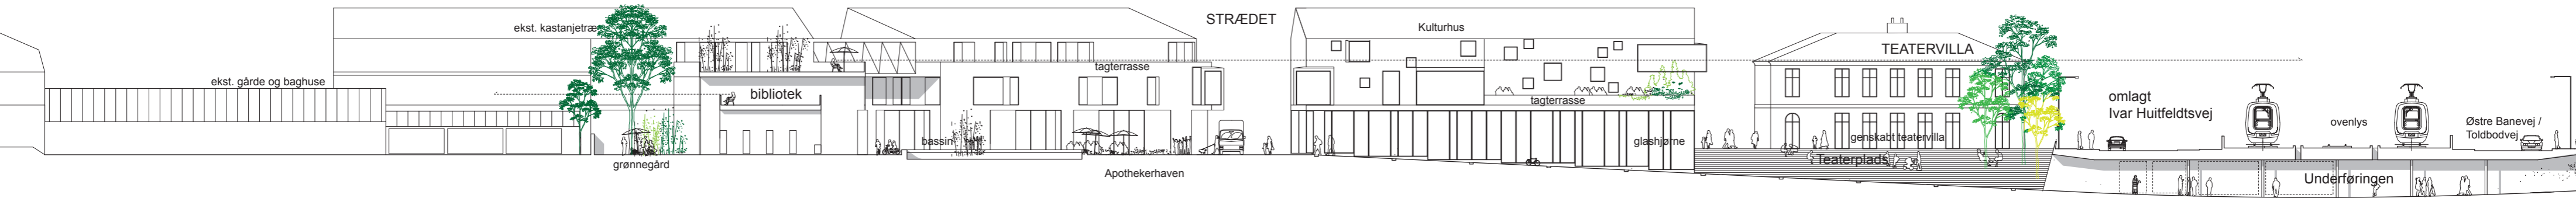 ekst. gårde og baghuse
ekst. kastanjetræ
grønnegård
bibliotek
bassin
tagterrasse
Apothekerhaven
STRÆDET
Kulturhus
tagterrasse
glashjørne
TEATERVILLA
genskabt teatervilla
Teaterplads
omlagt
Ivar Huitfeldtsvej
ovenlys
Østre Banevej /
Toldbodvej
Underføringen